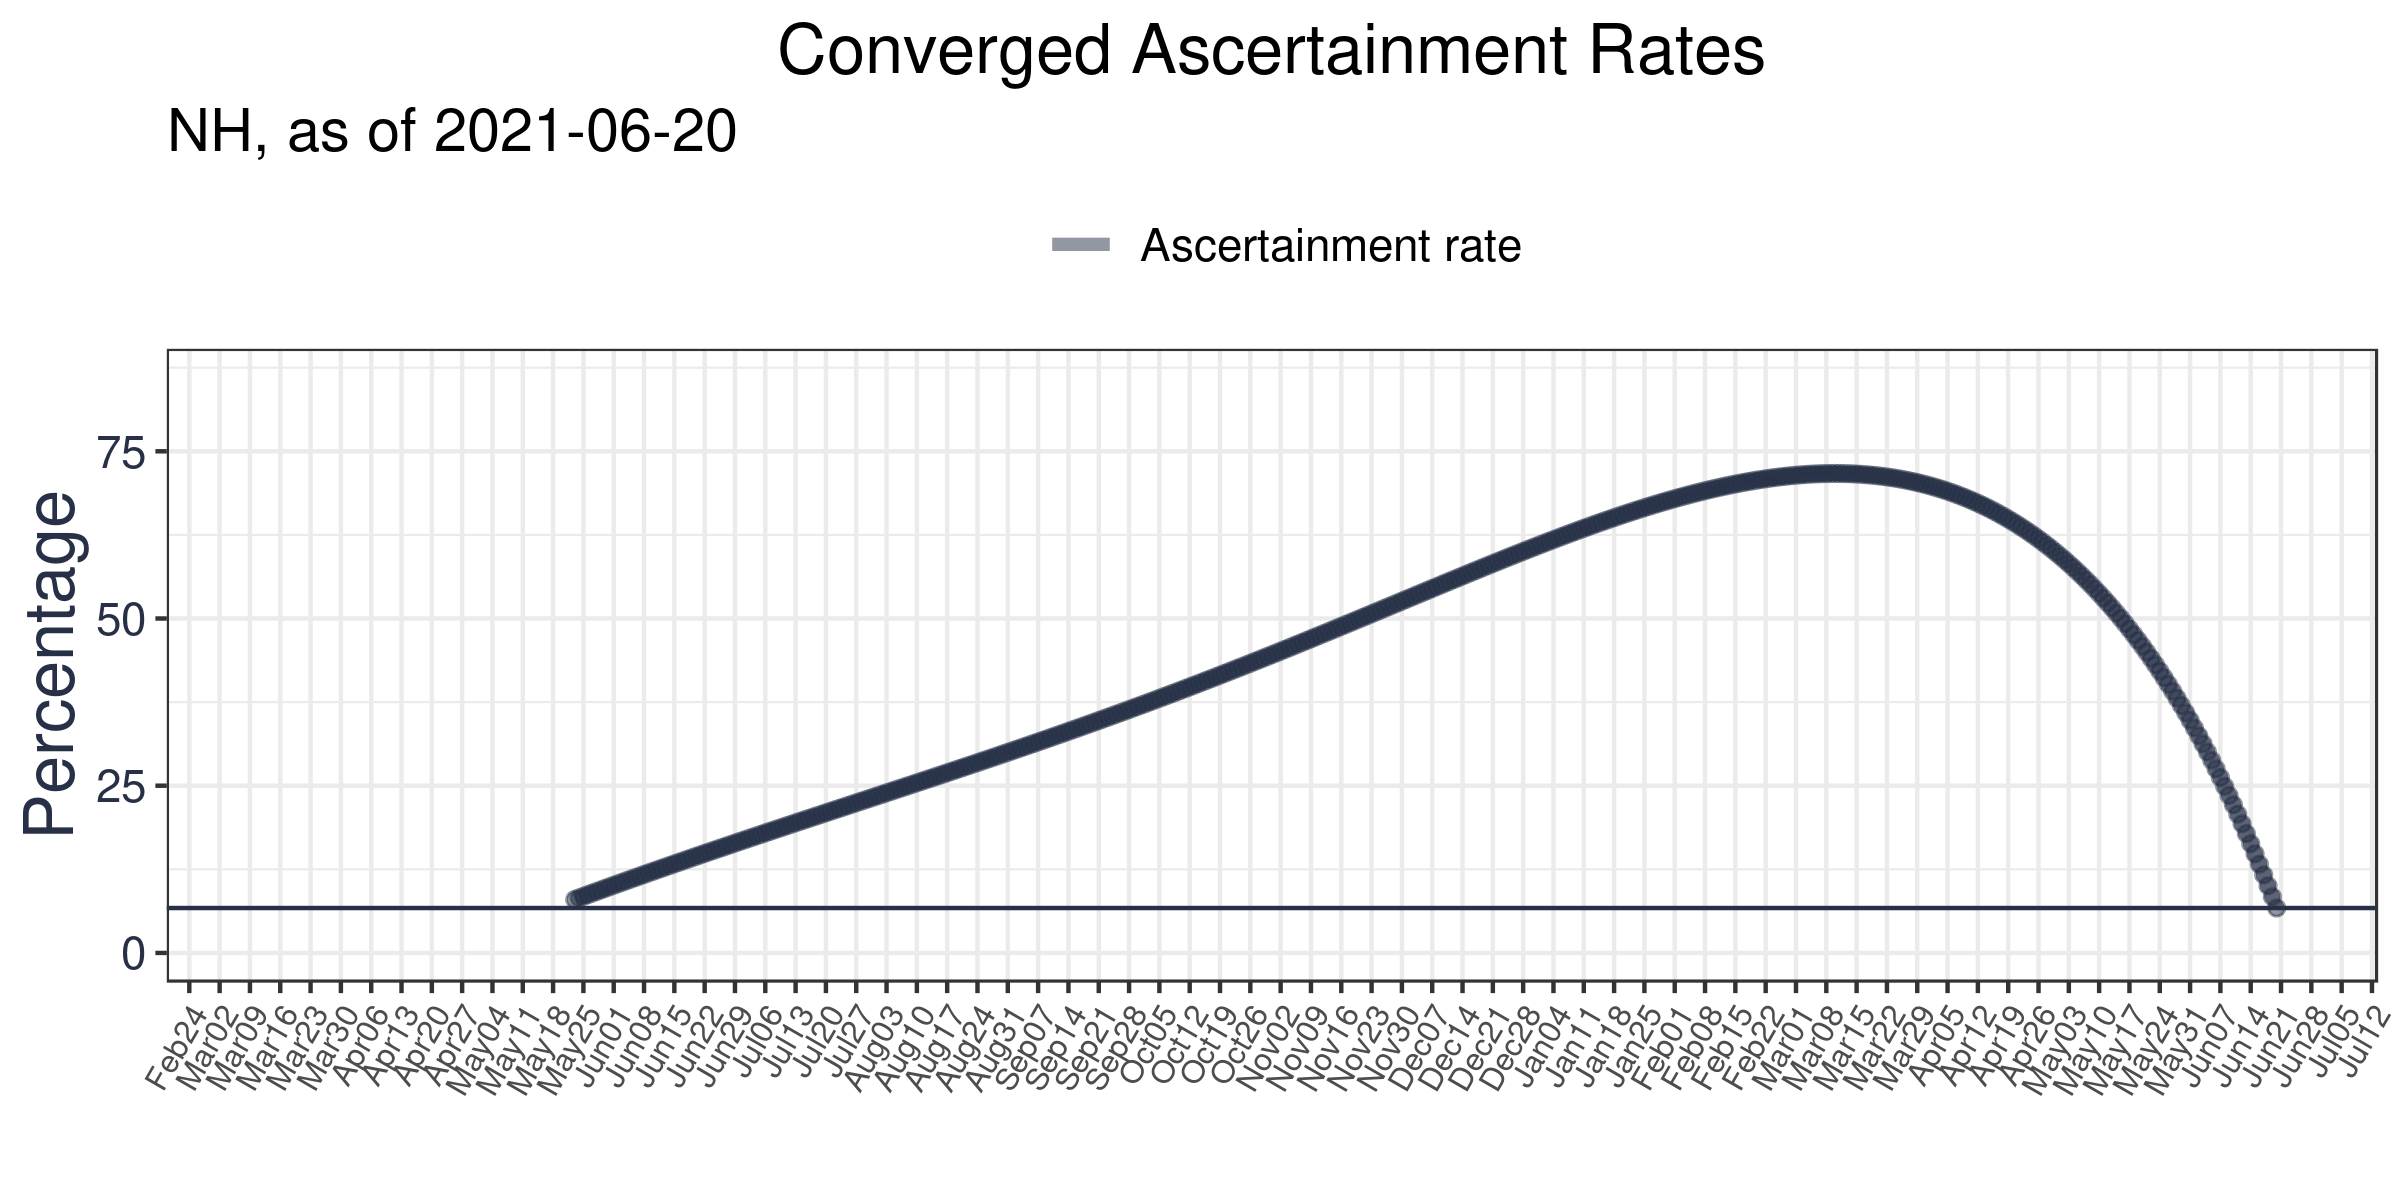 Converged Ascertainment Rates
NH, as of 2021-06-20
Ascertainment rate
Percentage
75
50
25
0
Feb24
Mar02
Mar09
Mar16
Mar23
Mar30
Apr06
Apr13
Apr20
Apr27
May04
May11
May18
May25
Jun01
Jun08
Jun15
Jun22
Jun29
Jul06
Jul13
Jul20
Jul27
Aug03
Aug10
Aug17
Aug24
Aug31
Sep07
Sep14
Sep21
Sep28
Oct05
Oct12
Oct19
Oct26
Nov02
Nov09
Nov16
Nov23
Nov30
Dec07
Dec14
Dec21
Dec28
Jan04
Jan11
Jan18
Jan25
Feb01
Feb08
Feb15
Feb22
Mar01
Mar08
Mar15
Mar22
Mar29
Apr05
Apr12
Apr19
Apr26
May03
May10
May17
May24
May31
Jun07
Jun14
Jun21
Jun28
Jul05
Jul12